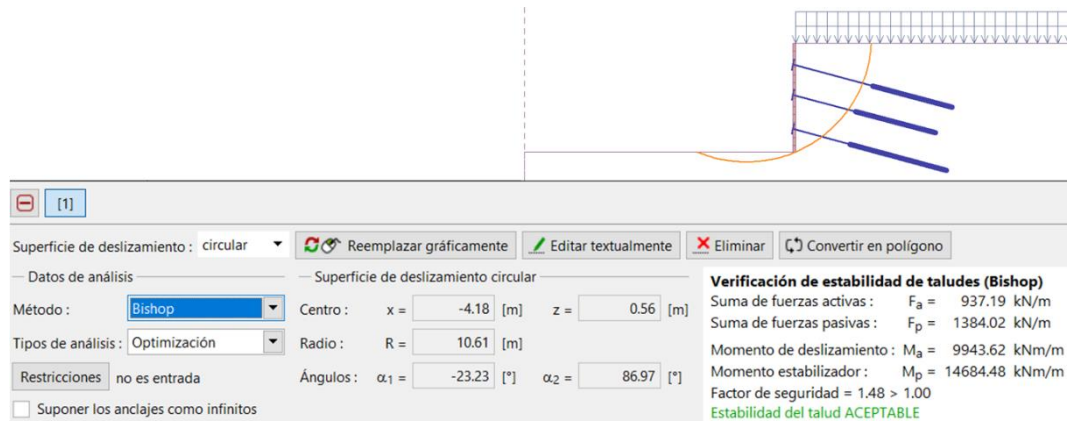 [1]
Superficie de deslizamiento : circular Reemplazar gráficamente Editar textualmente Eliminar Convertir en polígono
Datos de análisis
Método : Bishop
Tipos de análisis : Optimización
Restricciones no es entrada
Suponer los anclajes como infinitos
Superficie de deslizamiento circular
Centro : x = -4.18 [m] z = 0.56 [m]
Radio : R = 10.61 [m]
Ángulos : α1 = -23.23 [°] α2 = 86.97 [°]
Verificación de estabilidad de taludes (Bishop)
Suma de fuerzas activas : Fa = 937.19 kN/m
Suma de fuerzas pasivas : Fp = 1384.02 kN/m
Momento de deslizamiento : Ma = 9943.62 kNm/m
Momento estabilizador : Mp = 14684.48 kNm/m
Factor de seguridad = 1.48 > 1.00
Estabilidad del talud ACEPTABLE